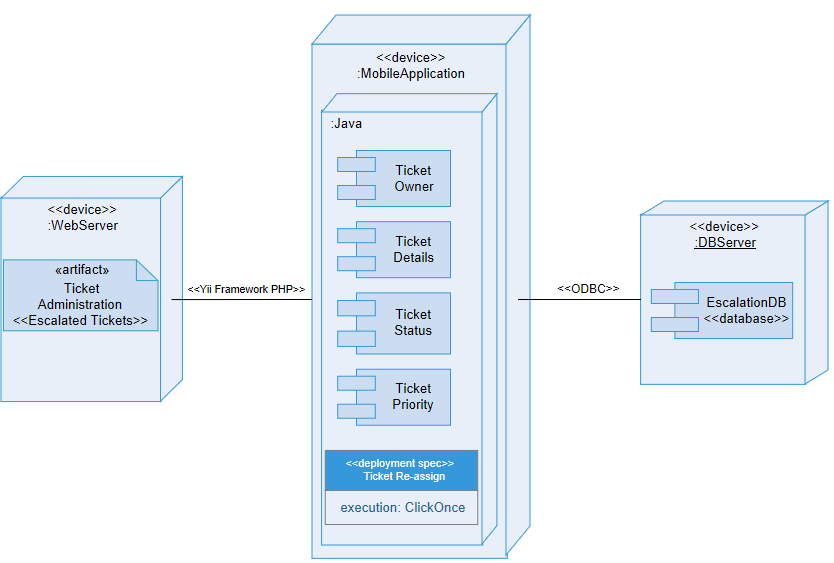 <<device>>
:WebServer
«artifact»
Ticket
Administration
<<Escalated Tickets>>
<<Yii Framework PHP>>
<<device>>
:MobileApplication
:Java
Ticket
Owner
Ticket
Details
Ticket
Status
Ticket
Priority
<<deployment spec>>
Ticket Re-assign
execution: ClickOnce
<<ODBC>>
<<device>>
:DBServer
EscalationDB
<<database>>